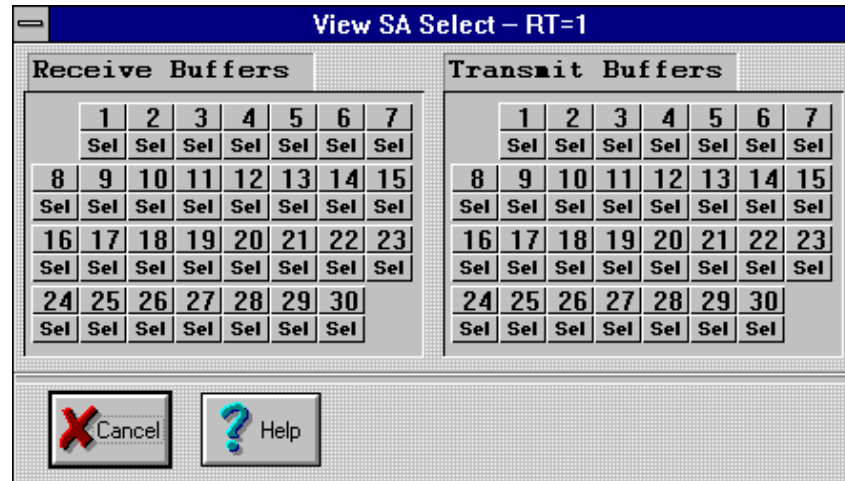 View SA Select – RT=1
Receive Buffers
1 2 3 4 5 6 7
Sel Sel Sel Sel Sel Sel Sel
8 9 10 11 12 13 14 15
Sel Sel Sel Sel Sel Sel Sel Sel
16 17 18 19 20 21 22 23
Sel Sel Sel Sel Sel Sel Sel Sel
24 25 26 27 28 29 30
Sel Sel Sel Sel Sel Sel Sel
Transmit Buffers
1 2 3 4 5 6 7
Sel Sel Sel Sel Sel Sel Sel
8 9 10 11 12 13 14 15
Sel Sel Sel Sel Sel Sel Sel Sel
16 17 18 19 20 21 22 23
Sel Sel Sel Sel Sel Sel Sel Sel
24 25 26 27 28 29 30
Sel Sel Sel Sel Sel Sel Sel
Cancel
Help